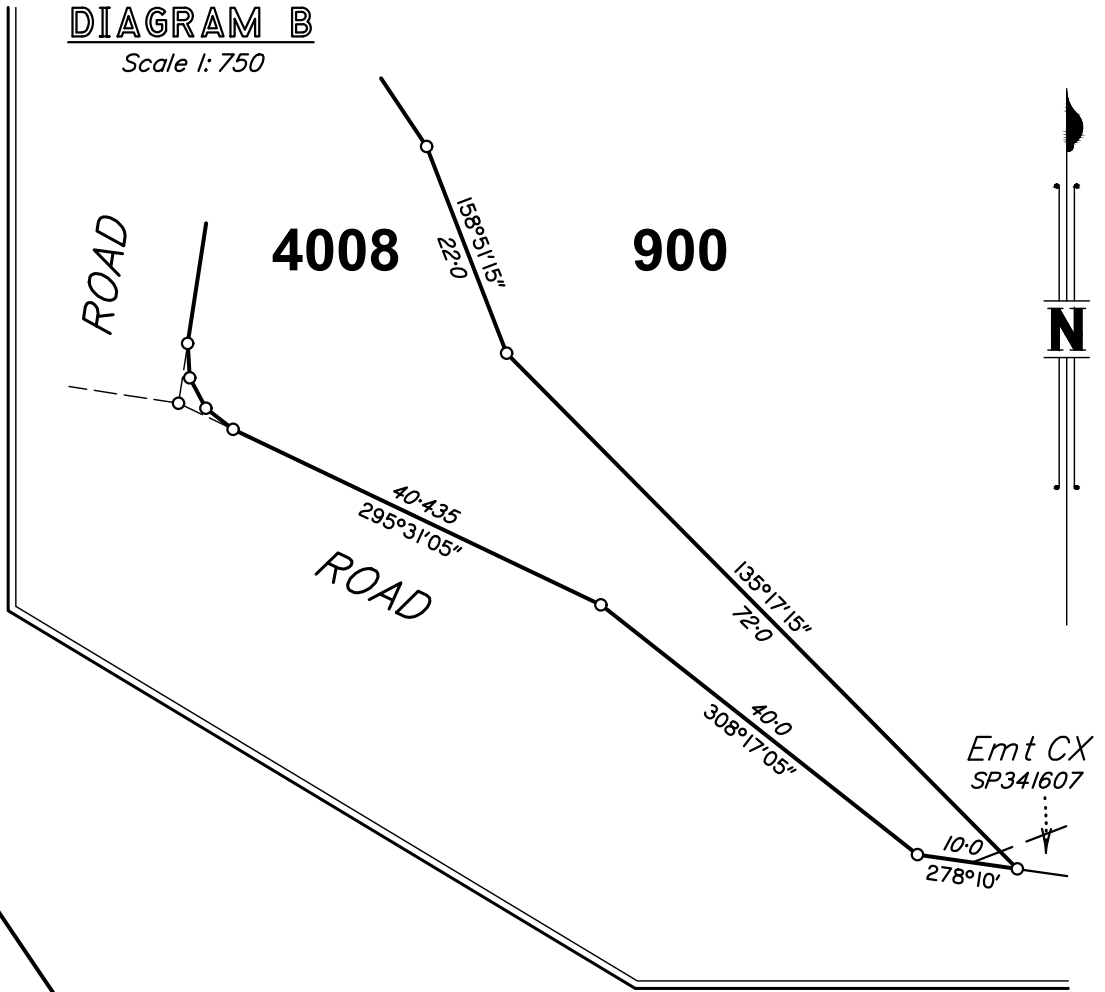 DIAGRAM B
Scale 1: 750
ROAD
4008
900
158°51'15"
22·0
N
40·435
295°31'05"
ROAD
135°17'15"
72·0
40·0
308°17'05"
Emt CX
SP341607
10·0
278°10'